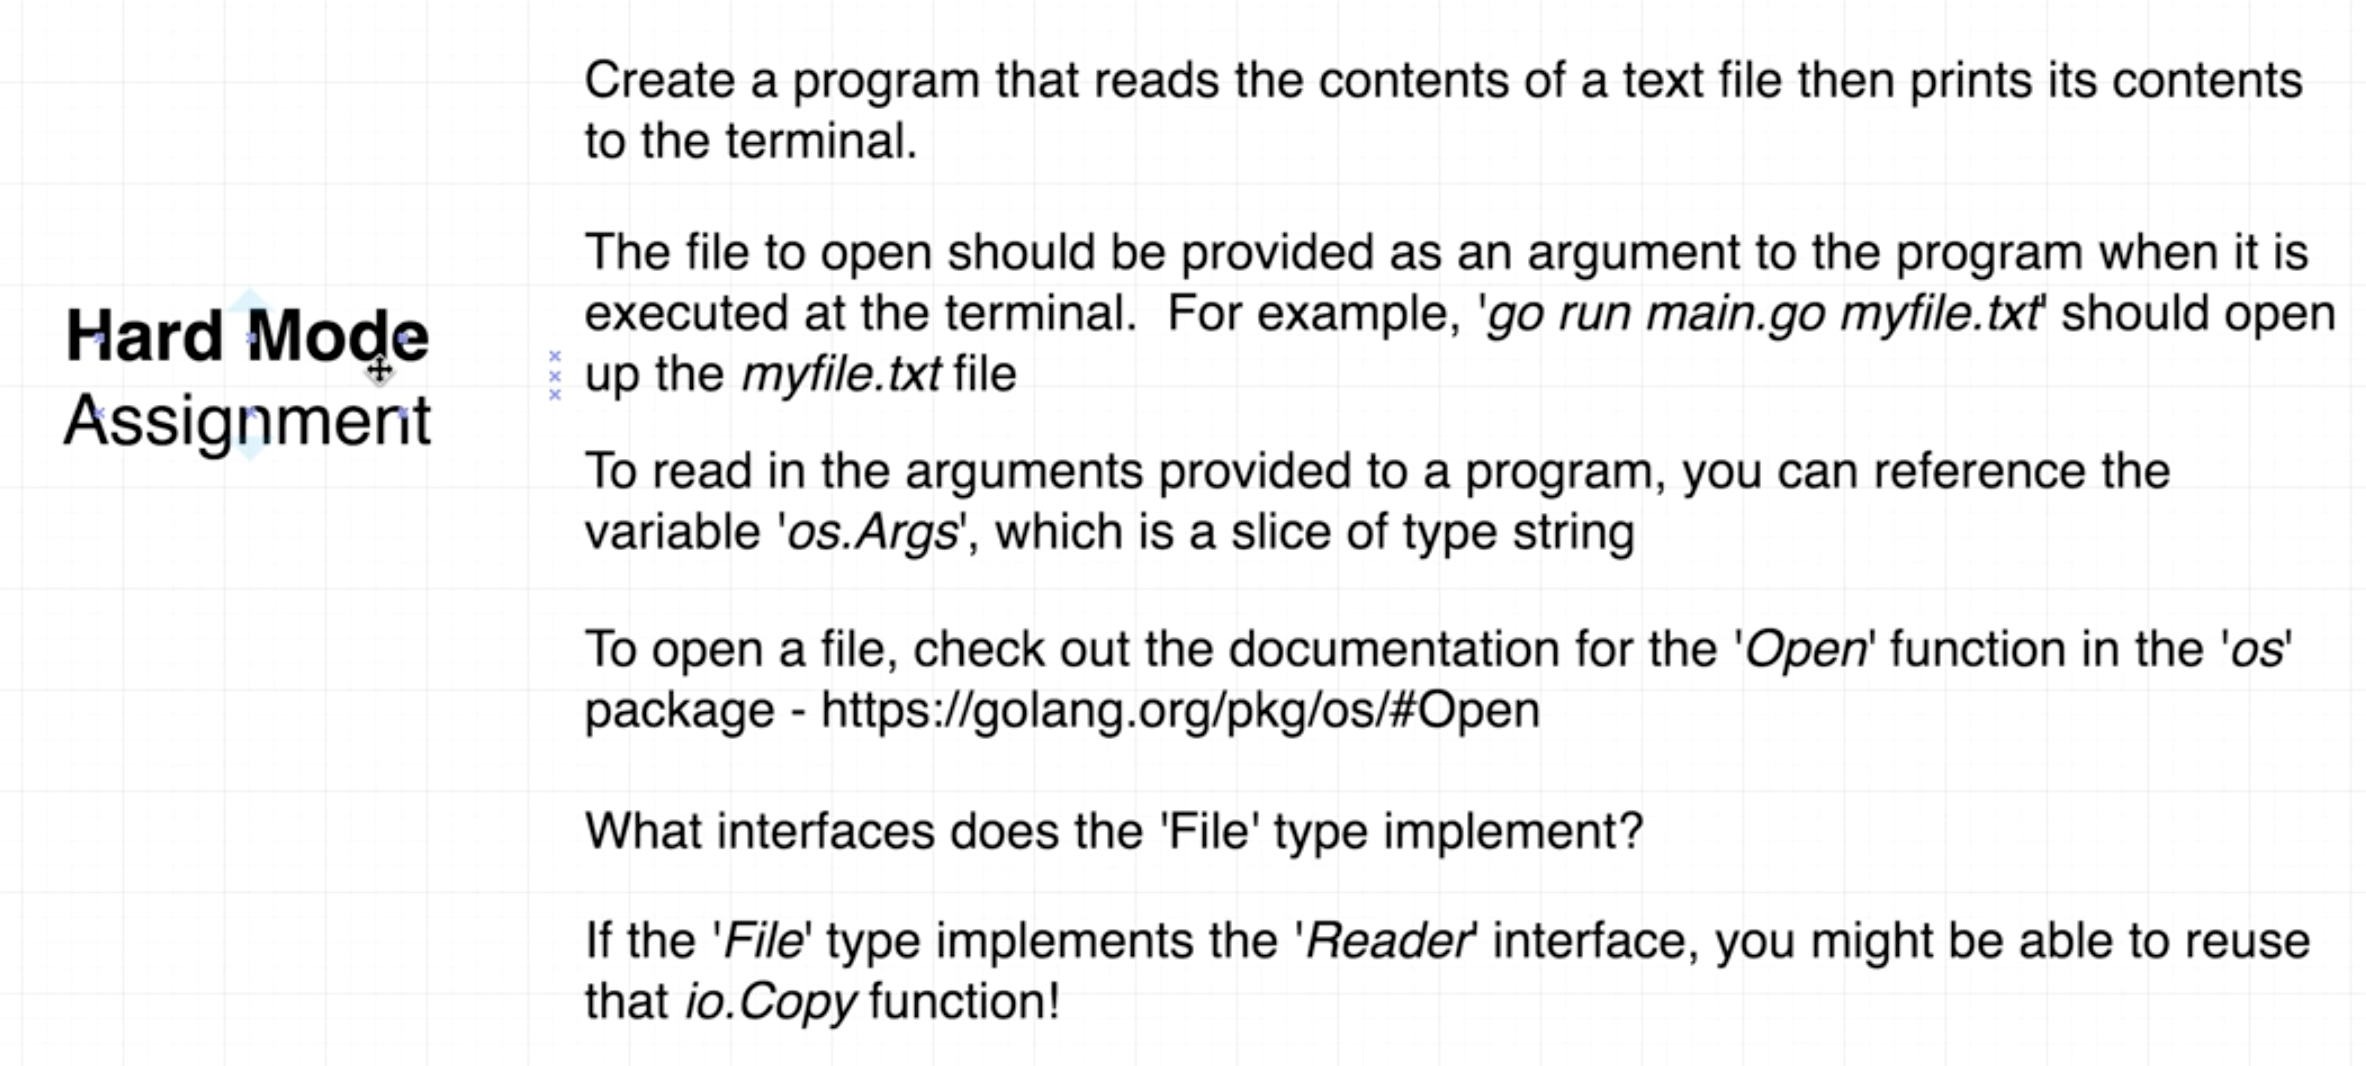 Hard Mode
Assignment
Create a program that reads the contents of a text file then prints its contents
to the terminal.
The file to open should be provided as an argument to the program when it is
executed at the terminal.  For example, 'go run main.go myfile.txt' should open
up the myfile.txt file
To read in the arguments provided to a program, you can reference the
variable 'os.Args', which is a slice of type string
To open a file, check out the documentation for the 'Open' function in the 'os'
package - https://golang.org/pkg/os/#Open
What interfaces does the 'File' type implement?
If the 'File' type implements the 'Reader' interface, you might be able to reuse
that io.Copy function!